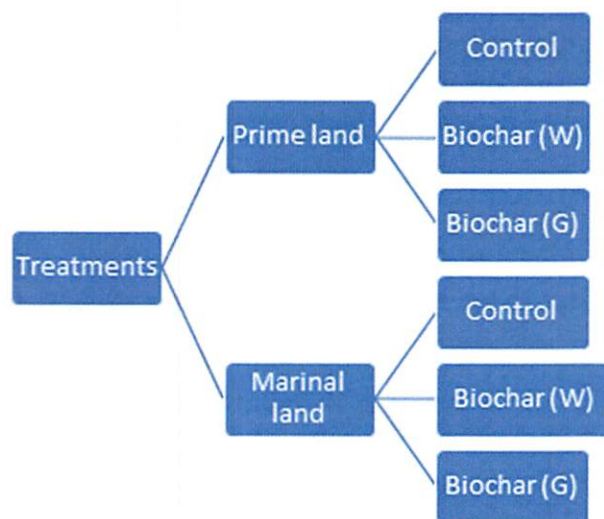 Control
Prime land
Biochar (W)
Biochar (G)
Treatments
Control
Marinal
land
Biochar (W)
Biochar (G)